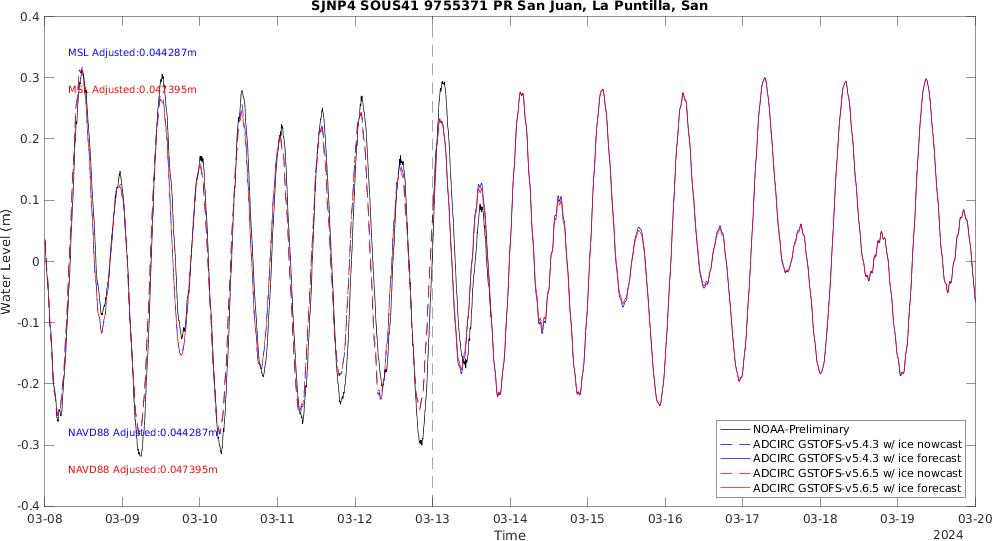 SJNP4 SOUS41 9755371 PR San Juan, La Puntilla, San
0.4
0.3
0.2
0.1
0
-0.1
-0.2
-0.3
-0.4
Water Level (m)
MSL Adjusted:0.044287m
MSL Adjusted:0.047395m
NAVD88 Adjusted:0.044287m
NAVD88 Adjusted:0.047395m
NOAA-Preliminary
ADCIRC GSTOFS-v5.4.3 w/ ice nowcast
ADCIRC GSTOFS-v5.4.3 w/ ice forecast
ADCIRC GSTOFS-v5.6.5 w/ ice nowcast
ADCIRC GSTOFS-v5.6.5 w/ ice forecast
03-08 03-09 03-10 03-11 03-12 03-13 03-14 03-15 03-16 03-17 03-18 03-19 03-20
Time
2024